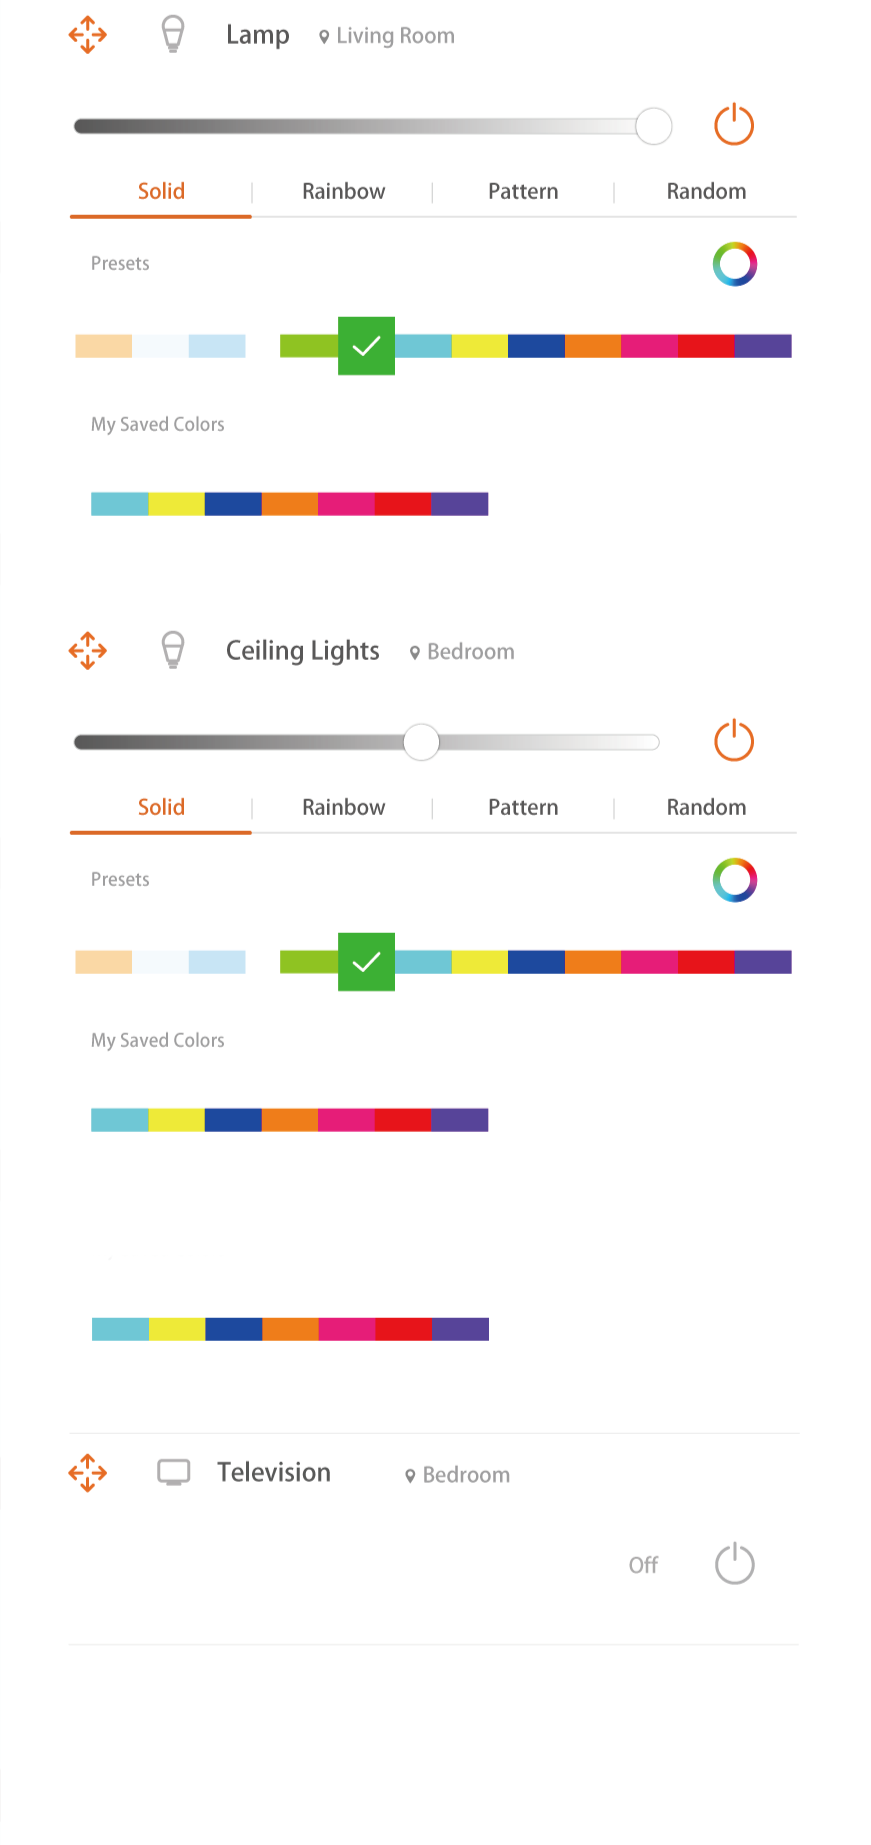 Lamp Living Room
Solid Rainbow Pattern Random
Presets
My Saved Colors
Ceiling Lights Bedroom
Solid Rainbow Pattern Random
Presets
My Saved Colors
Television Bedroom
Off